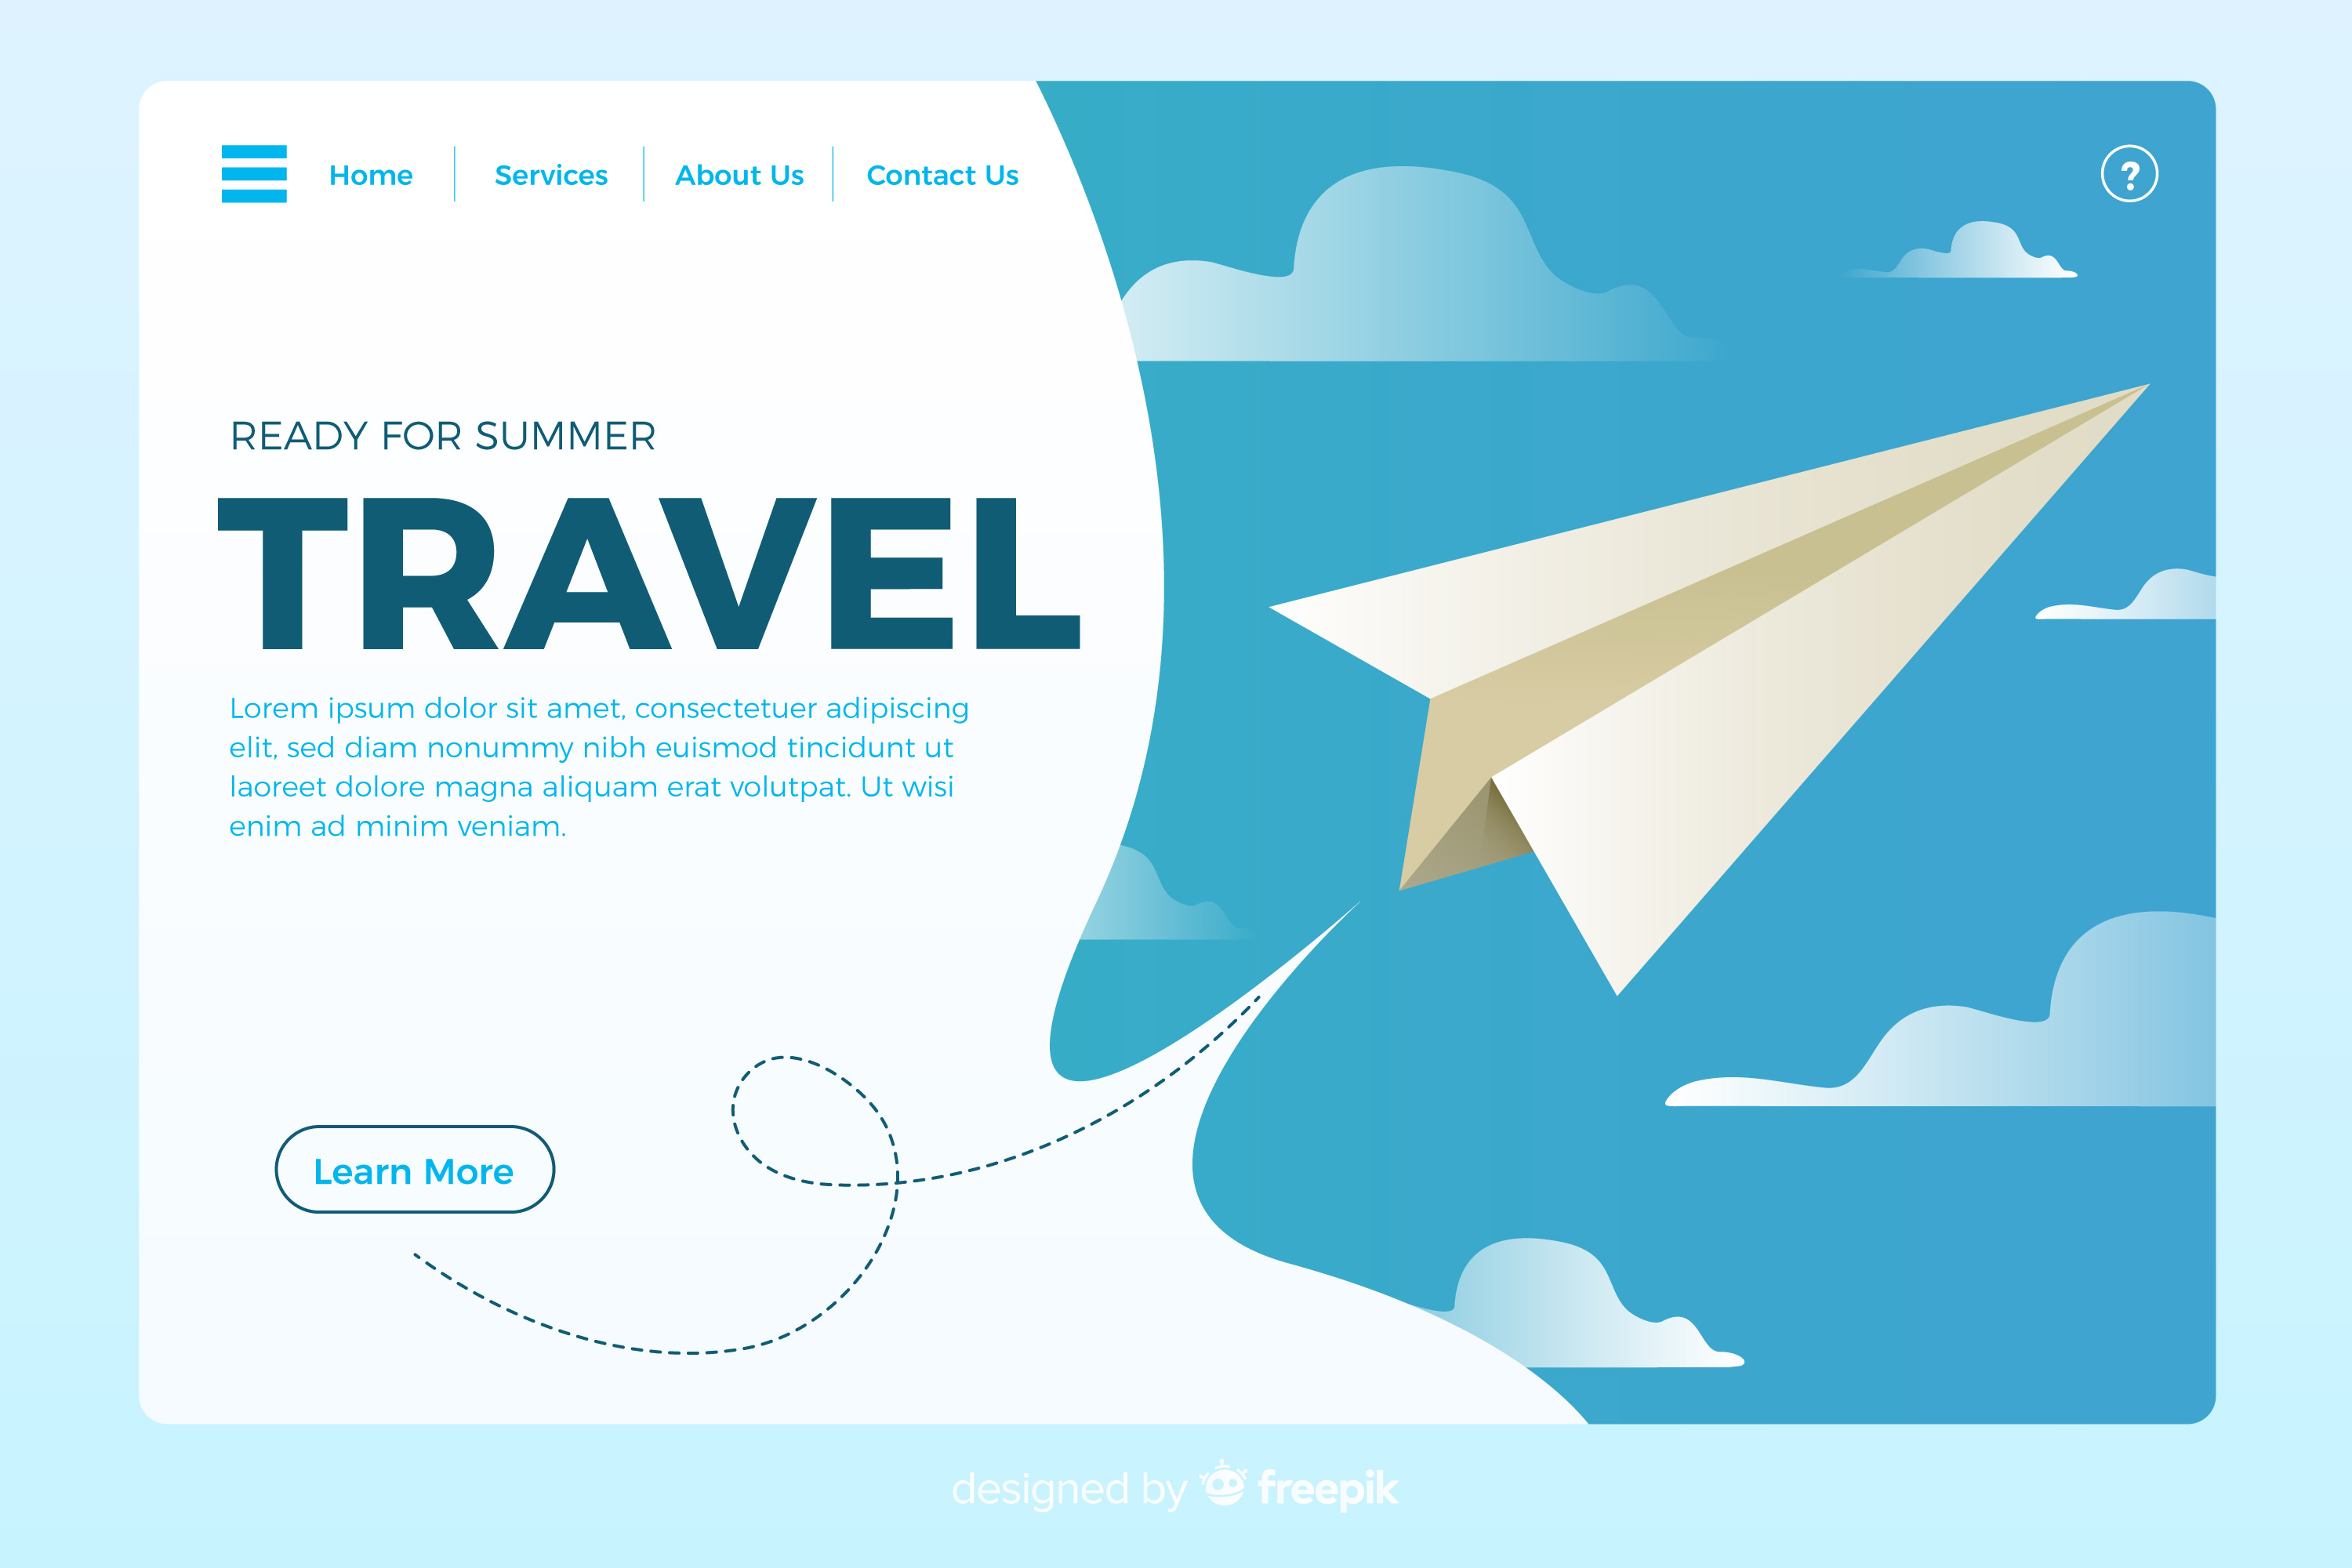 Home Services About Us Contact Us ?
READY FOR SUMMER
TRAVEL
Lorem ipsum dolor sit amet, consectetuer adipiscing
elit, sed diam nonummy nibh euismod tincidunt ut
laoreet dolore magna aliquam erat volutpat. Ut wisi
enim ad minim veniam.
Learn More
designed by freepik